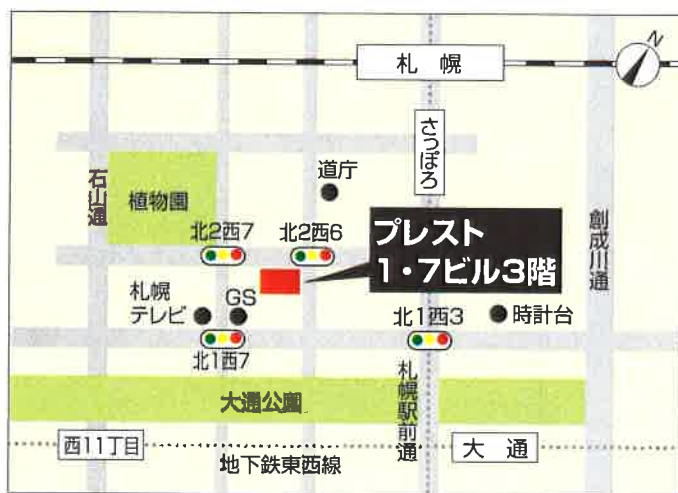 N
札幌
さっぽろ
道庁
石山通
植物園
創成川通
北2西7
北2西6
プレスト
1・7ビル3階
札幌
テレビ
GS
北1西3
時計台
北1西7
札幌駅前通
大通公園
西11丁目
地下鉄東西線
大通